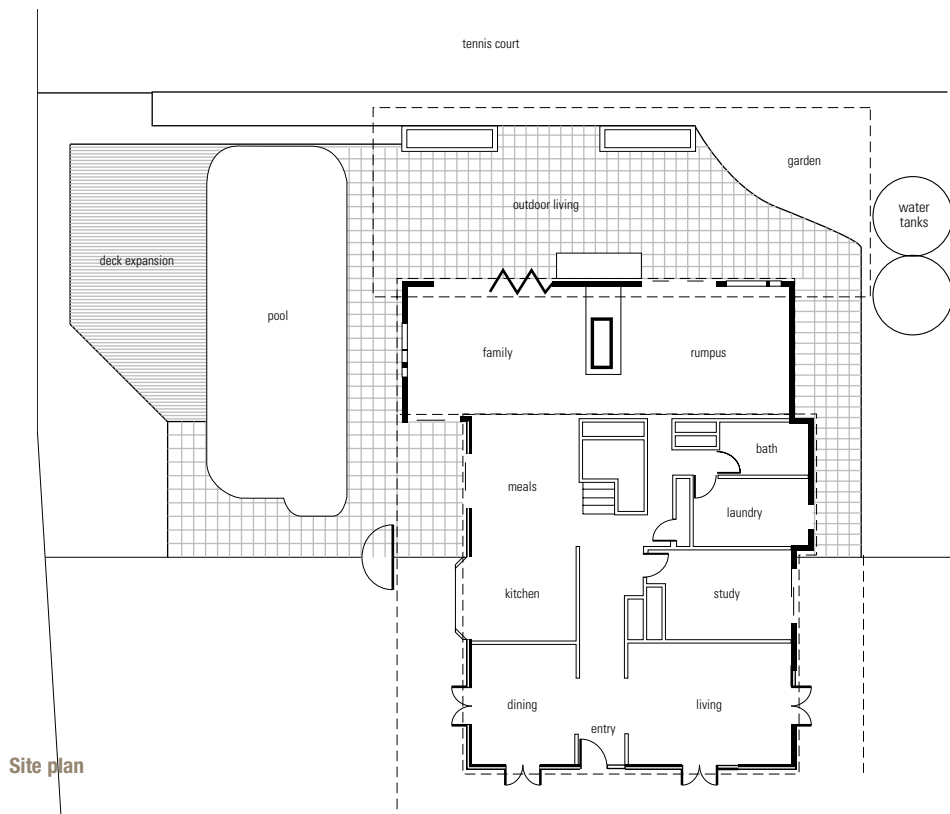 tennis court
garden
outdoor living
water
tanks
deck expansion
pool
family
rumpus
bath
meals
laundry
kitchen
study
dining
living
entry
Site plan